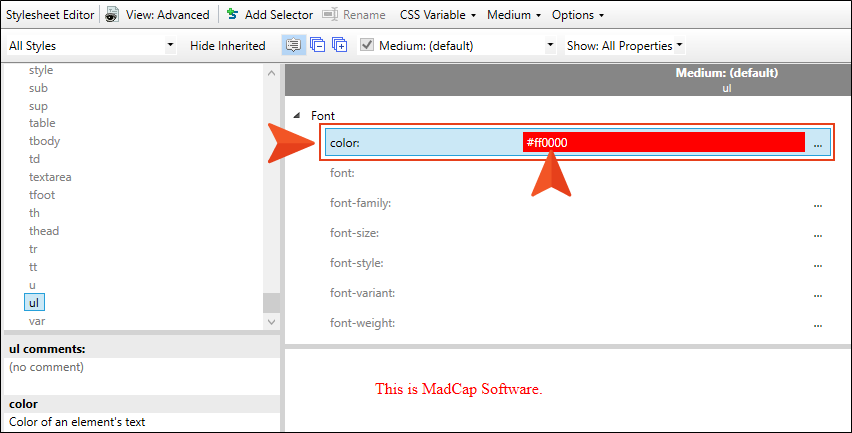 Stylesheet Editor View: Advanced Add Selector Rename CSS Variable Medium Options
All Styles Hide Inherited Medium: (default) Show: All Properties
style
sub
sup
table
tbody
td
textarea
tfoot
th
thead
tr
tt
u
ul
var
ul comments:
(no comment)
color
Color of an element's text
Medium: (default)
ul
Font
color: #ff0000 ...
font:
font-family: ...
font-size: ...
font-style: ...
font-variant: ...
font-weight: ...
This is MadCap Software.